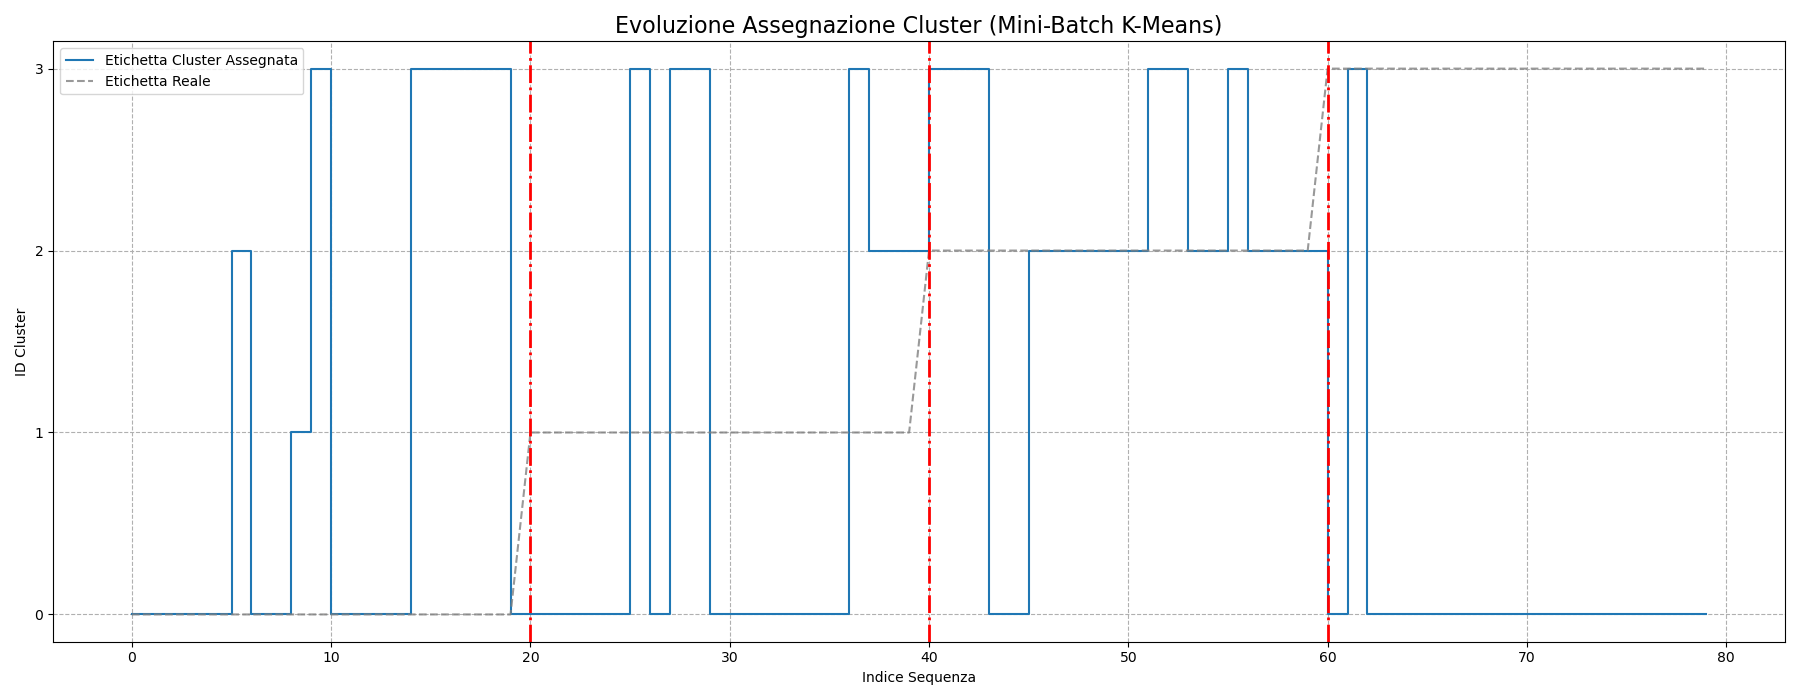 Evoluzione Assegnazione Cluster (Mini-Batch K-Means)
Etichetta Cluster Assegnata
Etichetta Reale
3
2
1
0
ID Cluster
0 10 20 30 40 50 60 70 80
Indice Sequenza